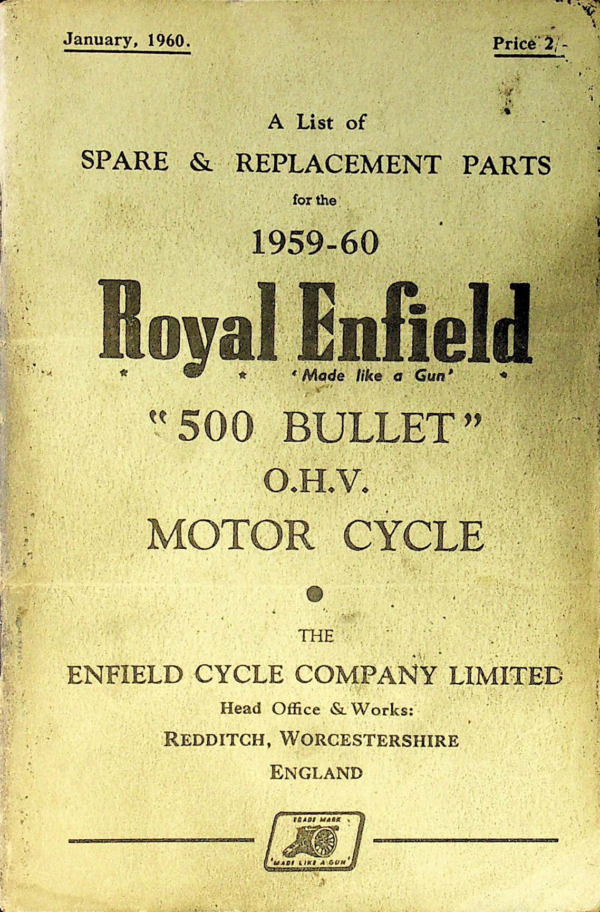 January, 1960.
Price 2/-
A List of
SPARE & REPLACEMENT PARTS
for the
1959-60
Royal Enfield
'Made like a Gun'
"500 BULLET"
O.H.V.
MOTOR CYCLE
THE
ENFIELD CYCLE COMPANY LIMITED
Head Office & Works:
REDDITCH, WORCESTERSHIRE
ENGLAND
TRADE MARK
'MADE LIKE A GUN'